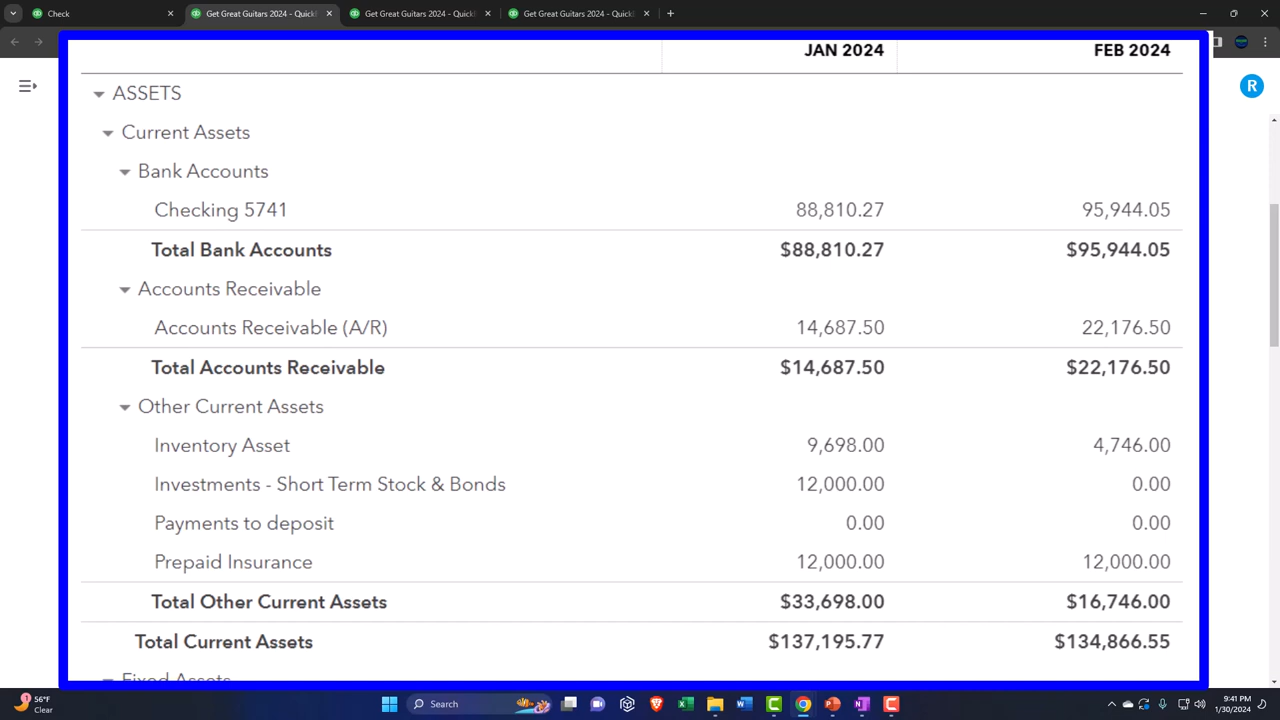 Check
Get Great Guitars 2024 - Quick
Get Great Guitars 2024 - Quick
Get Great Guitars 2024 - Quick
JAN 2024 FEB 2024
R
ASSETS
Current Assets
Bank Accounts
Checking 5741 88,810.27 95,944.05
Total Bank Accounts $88,810.27 $95,944.05
Accounts Receivable
Accounts Receivable (A/R) 14,687.50 22,176.50
Total Accounts Receivable $14,687.50 $22,176.50
Other Current Assets
Inventory Asset 9,698.00 4,746.00
Investments - Short Term Stock & Bonds 12,000.00 0.00
Payments to deposit 0.00 0.00
Prepaid Insurance 12,000.00 12,000.00
Total Other Current Assets $33,698.00 $16,746.00
Total Current Assets $137,195.77 $134,866.55
Fixed Assets
56°F
Clear
Search
9:41 PM
1/30/2024